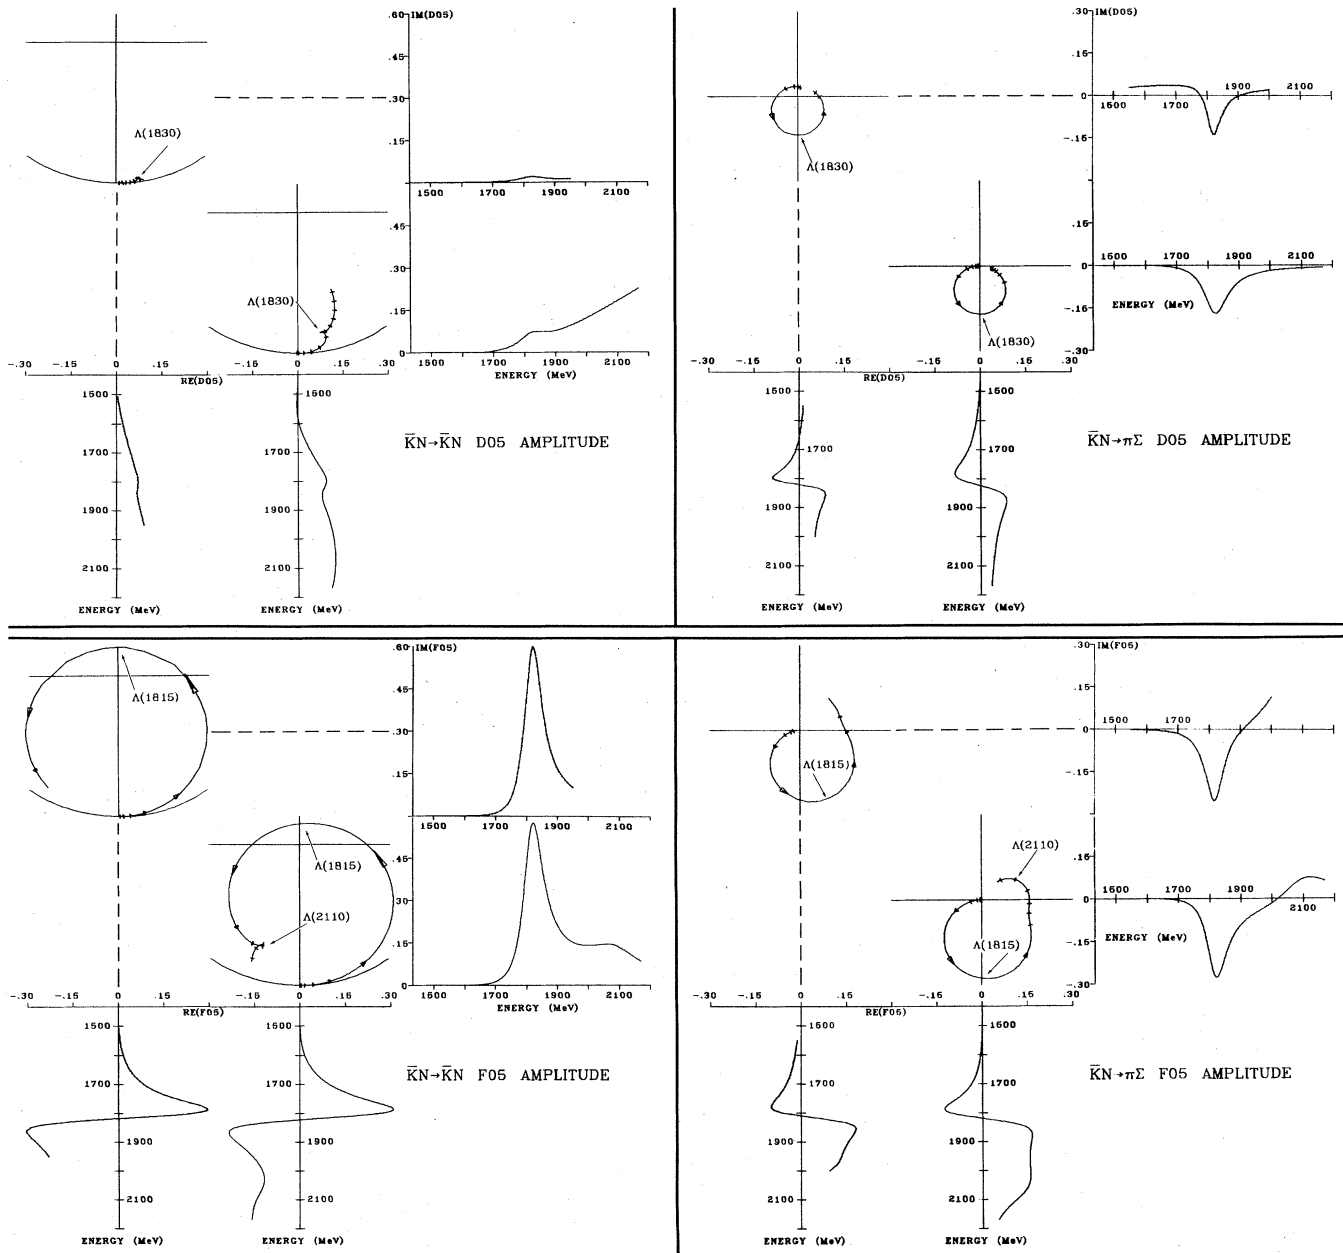 .60 IM(D05)
.45
Λ(1830)
.30
.15
1500 1700 1900 2100
.45
.30
Λ(1830)
.15
0
1500 1700 1900 2100
ENERGY (MeV)
-.30 -.15 0 .15 -.15 0 .15 .30
RE(D05)
1500 1500
1700 1700
1900 1900
2100 2100
ENERGY (MeV) ENERGY (MeV)
K̄N→K̄N D05 AMPLITUDE
.30 IM(D05)
.15
0
1500 1700 1900 2100
-.15
Λ(1830)
.15
0
1500 1700 1900 2100
ENERGY (MeV)
-.15
Λ(1830)
-.30
-.30 -.15 0 .15 -.15 0 .15 .30
RE(D05)
1500 1500
1700 1700
1900 1900
2100 2100
ENERGY (MeV) ENERGY (MeV)
K̄N→πΣ D05 AMPLITUDE
.60 IM(F05)
Λ(1815)
.45
.30
.15
1500 1700 1900 2100
Λ(1815)
.45
.30
Λ(2110)
.15
0
1500 1700 1900 2100
ENERGY (MeV)
-.30 -.15 0 .15 -.15 0 .15 .30
RE(F05)
1500 1500
1700 1700
1900 1900
2100 2100
ENERGY (MeV) ENERGY (MeV)
K̄N→K̄N F05 AMPLITUDE
.30 IM(F05)
.15
0
1500 1700 1900 2100
Λ(1815)
-.15
Λ(2110)
.15
0
1500 1700 1900 2100
ENERGY (MeV)
-.15
Λ(1815)
-.30
-.30 -.15 0 .15 -.15 0 .15 .30
RE(F05)
1500 1500
1700 1700
1900 1900
2100 2100
ENERGY (MeV) ENERGY (MeV)
K̄N→πΣ F05 AMPLITUDE